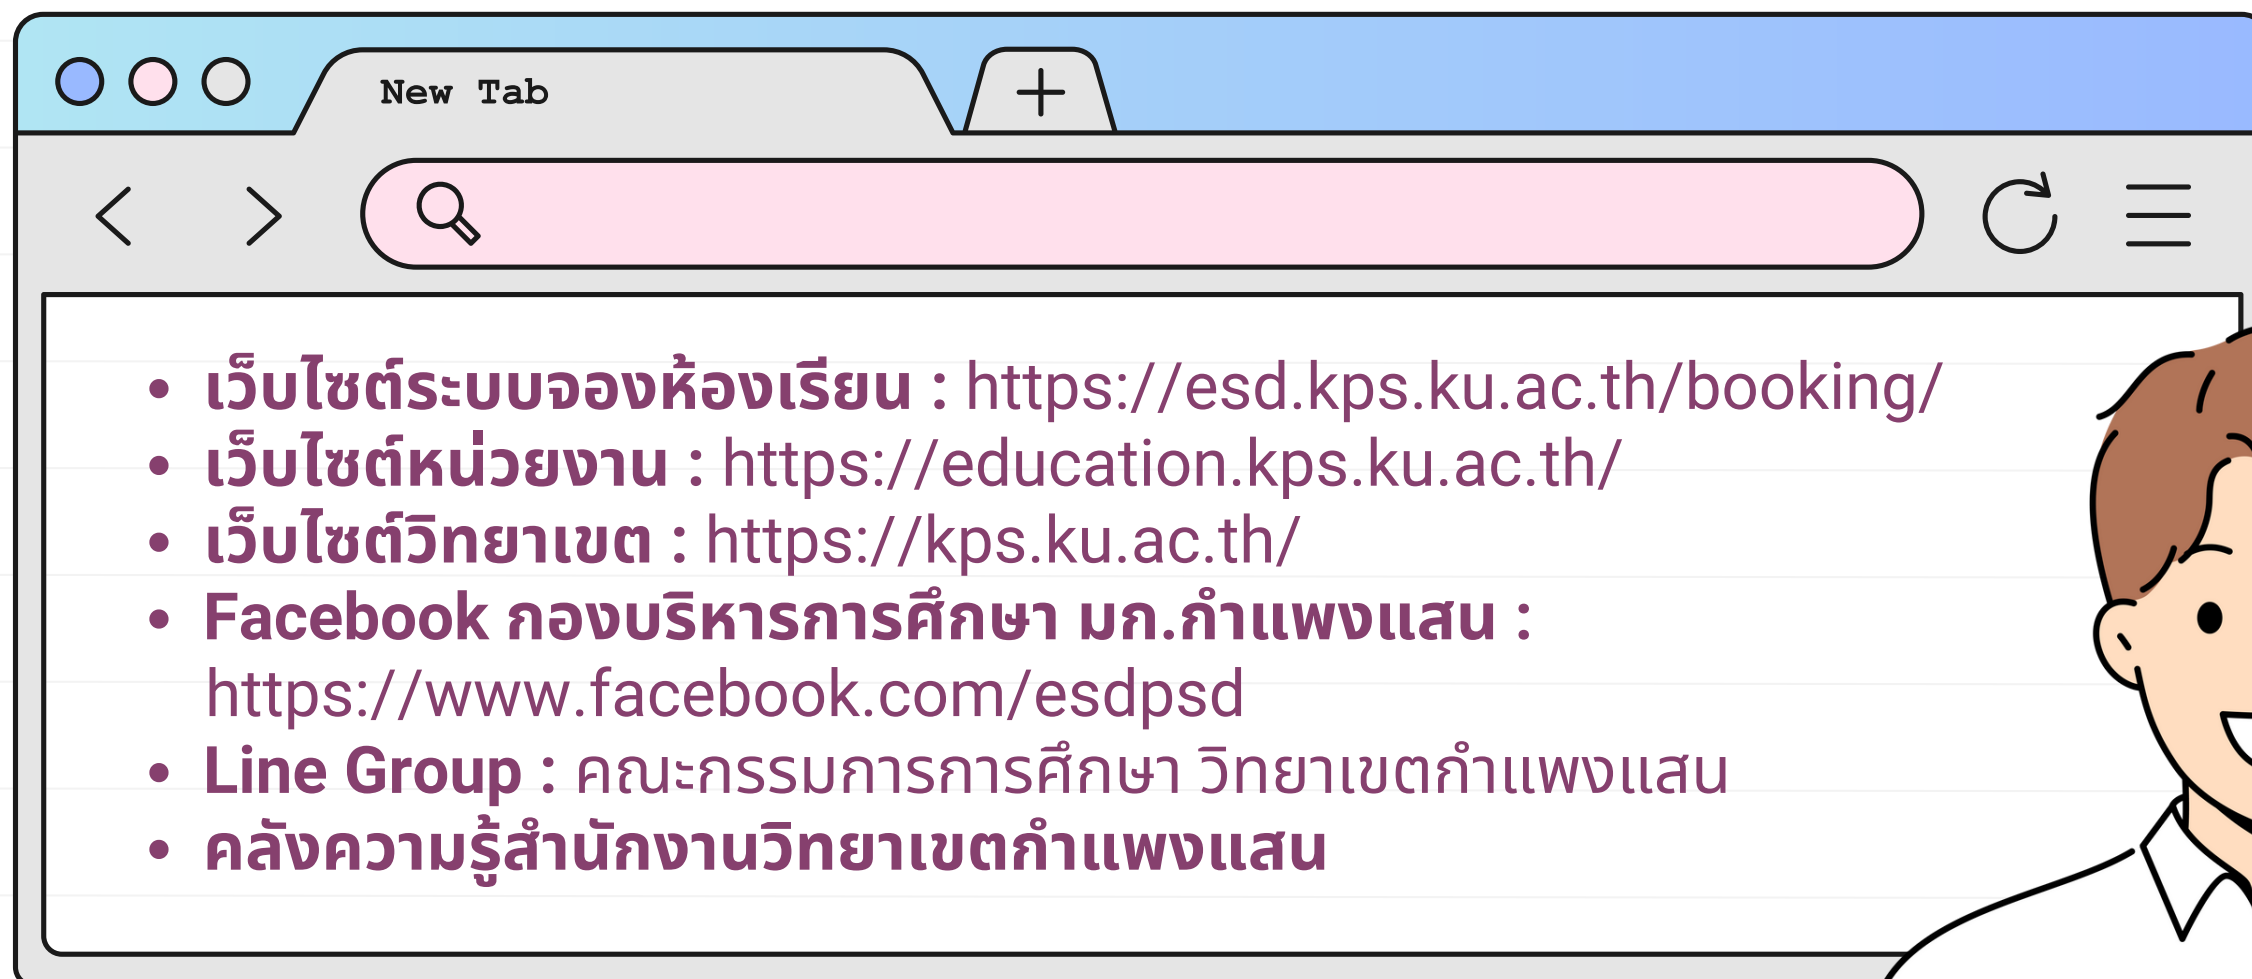 New Tab
• เว็บไซต์ระบบจองห้องเรียน : https://esd.kps.ku.ac.th/booking/
• เว็บไซต์หน่วยงาน : https://education.kps.ku.ac.th/
• เว็บไซต์วิทยาเขต : https://kps.ku.ac.th/
• Facebook กองบริหารการศึกษา มก.กำแพงแสน :
https://www.facebook.com/esdpsd
• Line Group : คณะกรรมการการศึกษา วิทยาเขตกำแพงแสน
• คลังความรู้สำนักงานวิทยาเขตกำแพงแสน